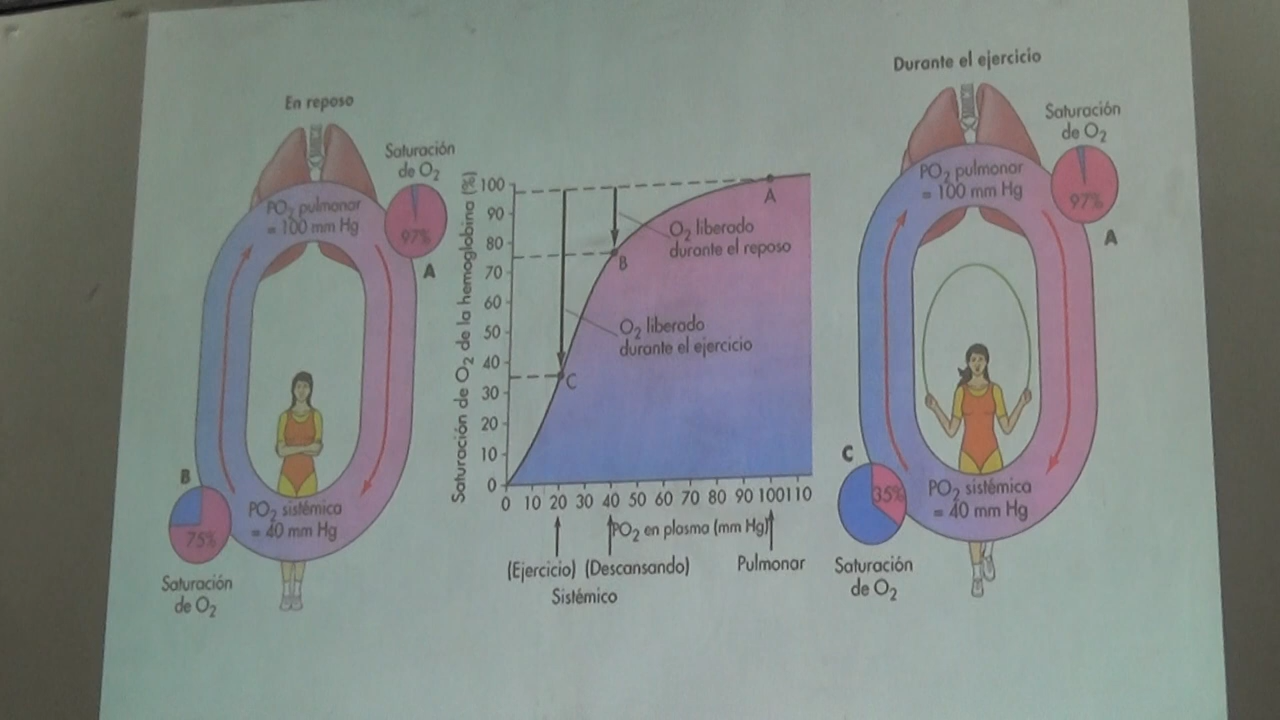 En reposo
Saturación
de O2
PO2 pulmonar
= 100 mm Hg
97%
A
B
PO2 sistémica
= 40 mm Hg
75%
Saturación
de O2
Saturación de O2 de la hemoglobina (%)
100
90
80
70
60
50
40
30
20
10
0
A
O2 liberado
durante el reposo
B
O2 liberado
durante el ejercicio
C
0 10 20 30 40 50 60 70 80 90 100 110
PO2 en plasma (mm Hg)
(Ejercicio) (Descansando) Pulmonar
Sistémico
Durante el ejercicio
Saturación
de O2
PO2 pulmonar
= 100 mm Hg
97%
A
C
35%
PO2 sistémica
= 40 mm Hg
Saturación
de O2